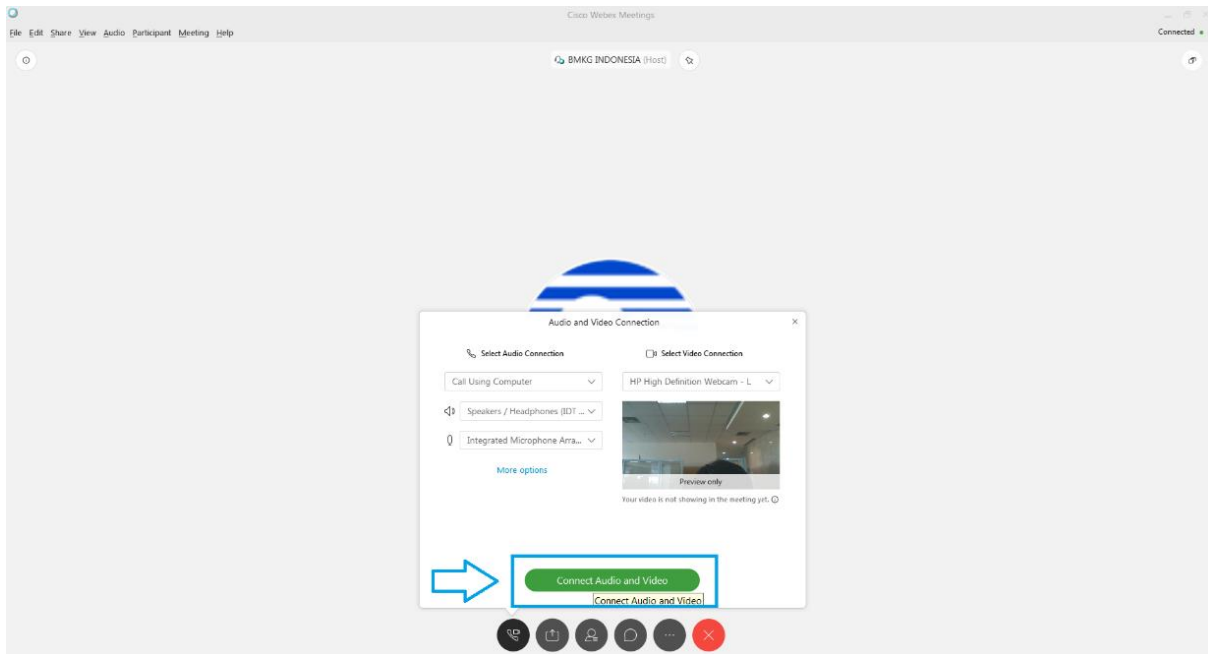 Cisco Webex Meetings
File Edit Share View Audio Participant Meeting Help
Connected
BMKG INDONESIA (Host)
Audio and Video Connection
Select Audio Connection
Select Video Connection
Call Using Computer
HP High Definition Webcam - L
Speakers / Headphones (IDT ...
Integrated Microphone Arra...
More options
Preview only
Your video is not showing in the meeting yet.
Connect Audio and Video
Connect Audio and Video